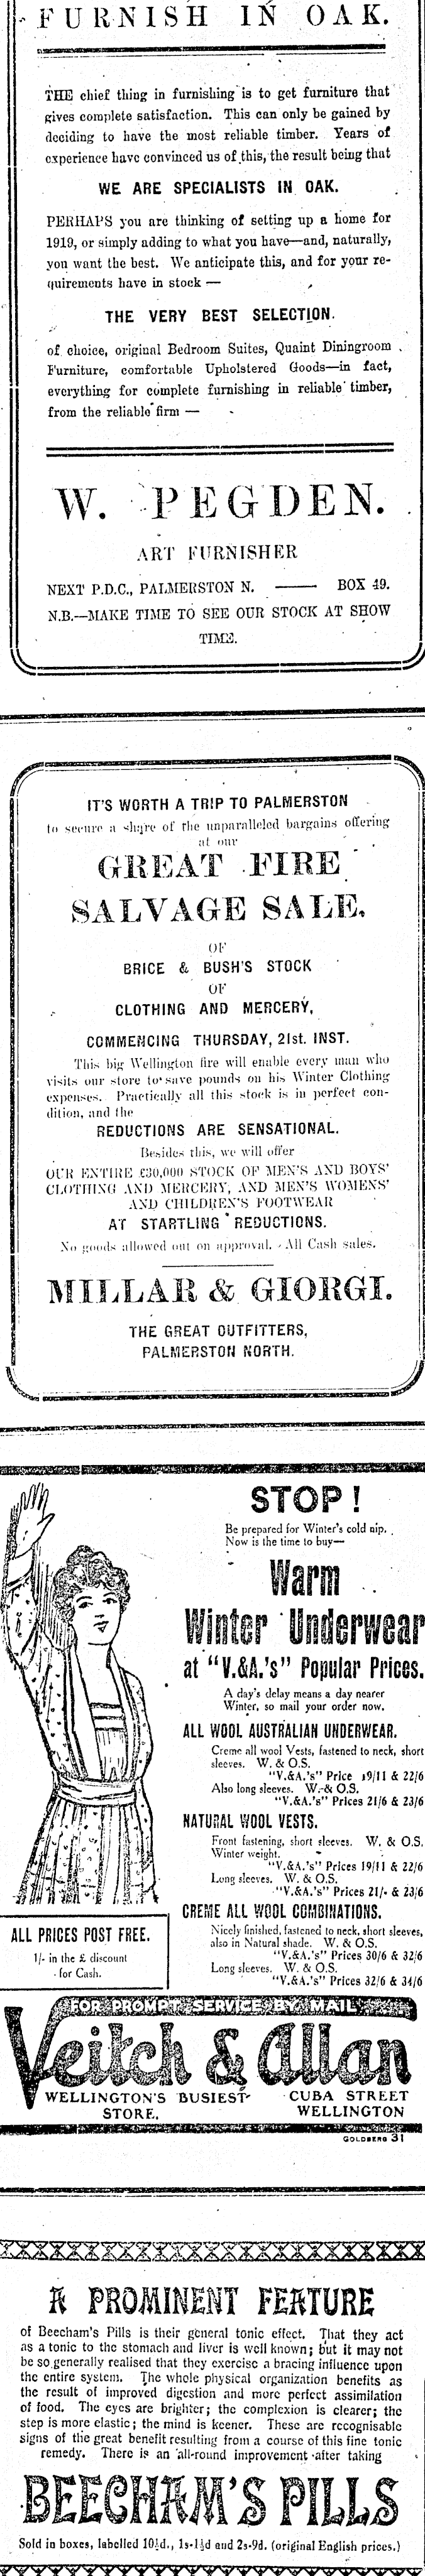 FURNISH IN OAK.
THE chief thing in furnishing is to get furniture that
gives complete satisfaction. This can only be gained by
deciding to have the most reliable timber. Years of
experience have convinced us of this, the result being that
WE ARE SPECIALISTS IN OAK.
PERHAPS you are thinking of setting up a home for
1919, or simply adding to what you have—and, naturally,
you want the best. We anticipate this, and for your re-
quirements have in stock —
THE VERY BEST SELECTION.
of choice, original Bedroom Suites, Quaint Diningroom
Furniture, comfortable Upholstered Goods—in fact,
everything for complete furnishing in reliable timber,
from the reliable firm —
W. PEGDEN.
ART FURNISHER
NEXT P.D.C., PALMERSTON N. —— BOX 49.
N.B.—MAKE TIME TO SEE OUR STOCK AT SHOW
TIME.
IT'S WORTH A TRIP TO PALMERSTON
to secure a share of the unparalleled bargains offering
at our
GREAT FIRE
SALVAGE SALE,
OF
BRICE & BUSH'S STOCK
OF
CLOTHING AND MERCERY,
COMMENCING THURSDAY, 21st. INST.
This big Wellington fire will enable every man who
visits our store to save pounds on his Winter Clothing
expenses. Practically all this stock is in perfect con-
dition, and the
REDUCTIONS ARE SENSATIONAL.
Besides this, we will offer
OUR ENTIRE £30,000 STOCK OF MEN'S AND BOYS'
CLOTHING AND MERCERY, AND MEN'S WOMENS'
AND CHILDREN'S FOOTWEAR
AT STARTLING REDUCTIONS.
No goods allowed out on approval. All Cash sales.
MILLAR & GIORGI.
THE GREAT OUTFITTERS,
PALMERSTON NORTH.
STOP!
Be prepared for Winter's cold nip.
Now is the time to buy—
Warm
Winter Underwear
at "V.&A.'s" Popular Prices.
A day's delay means a day nearer
Winter, so mail your order now.
ALL WOOL AUSTRALIAN UNDERWEAR.
Creme all wool Vests, fastened to neck, short
sleeves. W. & O.S.
"V.&A.'s" Price 19/11 & 22/6
Also long sleeves. W. & O.S.
"V.&A.'s" Prices 21/6 & 23/6
NATURAL WOOL VESTS.
Front fastening, short sleeves. W. & O.S.
Winter weight.
"V.&A.'s" Prices 19/11 & 22/6
Long sleeves. W. & O.S.
"V.&A.'s" Prices 21/- & 23/6
CREME ALL WOOL COMBINATIONS.
Nicely finished, fastened to neck, short sleeves,
also in Natural shade. W. & O.S.
"V.&A.'s" Prices 30/6 & 32/6
Long sleeves. W. & O.S.
"V.&A.'s" Prices 32/6 & 34/6
ALL PRICES POST FREE.
1/- in the £ discount
for Cash.
FOR PROMPT SERVICE BY MAIL
Veitch & Allan
WELLINGTON'S BUSIEST
STORE,
CUBA STREET
WELLINGTON
GOLDBERG 31
A PROMINENT FEATURE
of Beecham's Pills is their general tonic effect. That they act
as a tonic to the stomach and liver is well known; but it may not
be so generally realised that they exercise a bracing influence upon
the entire system. The whole physical organization benefits as
the result of improved digestion and more perfect assimilation
of food. The eyes are brighter; the complexion is clearer; the
step is more elastic; the mind is keener. These are recognisable
signs of the great benefit resulting from a course of this fine tonic
remedy. There is an all-round improvement after taking
BEECHAM'S PILLS
Sold in boxes, labelled 10½d., 1s-1½d and 2s-9d. (original English prices.)